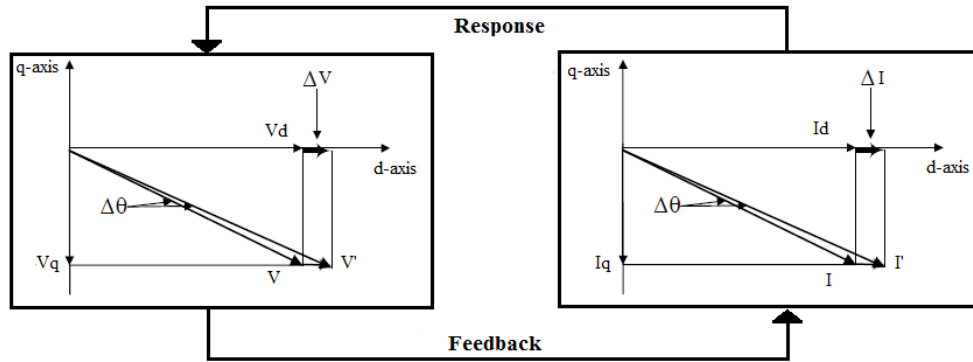 Response
q-axis
ΔV
Vd
d-axis
Δθ
Vq
V
V'
q-axis
ΔI
Id
d-axis
Δθ
Iq
I
I'
Feedback